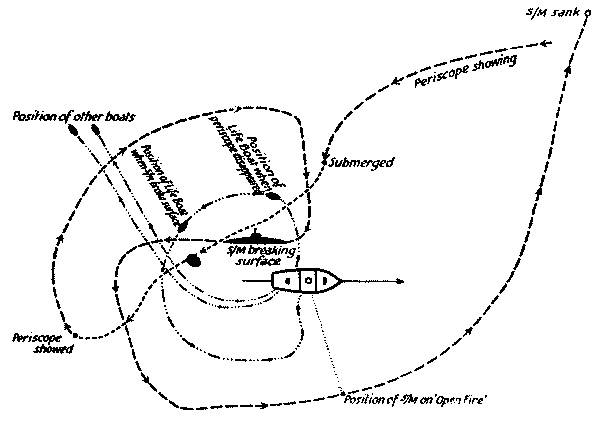 S/M sank
Periscope showing
Position of other boats
Position of Life Boat
when S/M broke surface
Position of
Life Boat when
periscope disappeared
Submerged
S/M breaking
surface
Periscope
showed
Position of S/M on 'Open Fire'